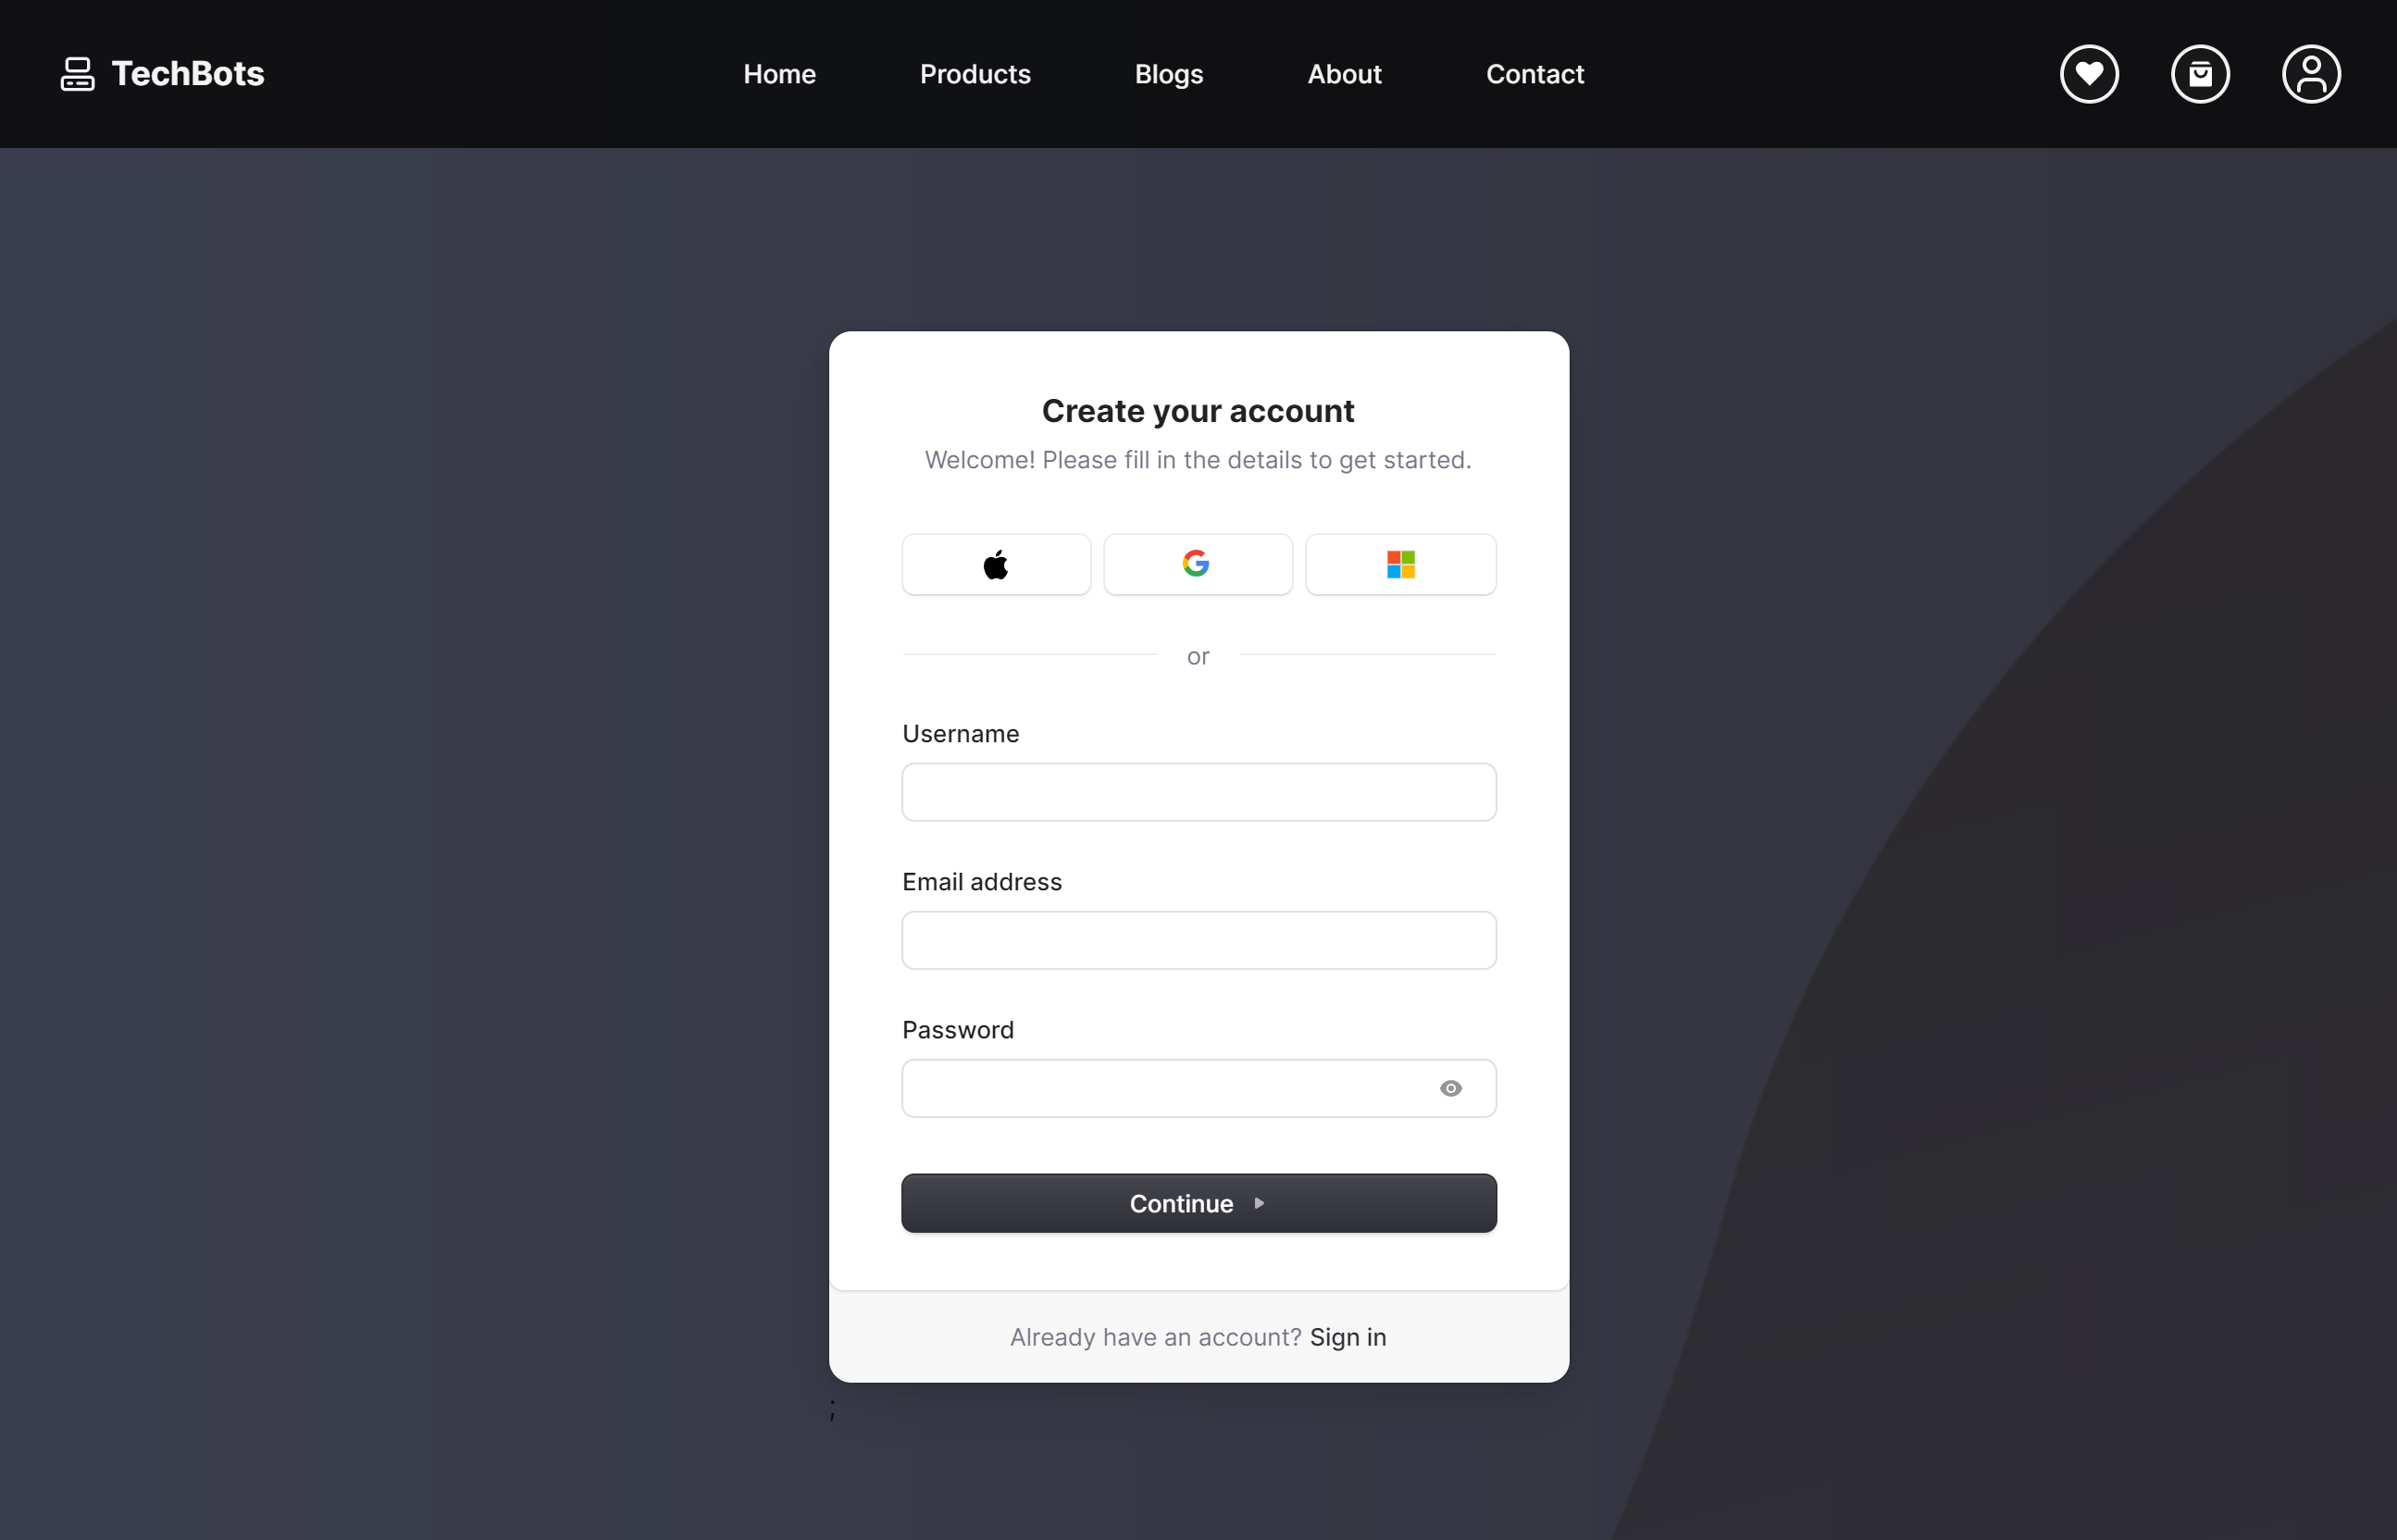 TechBots
Home Products Blogs About Contact
Create your account
Welcome! Please fill in the details to get started.
or
Username
Email address
Password
Continue
Already have an account? Sign in
;